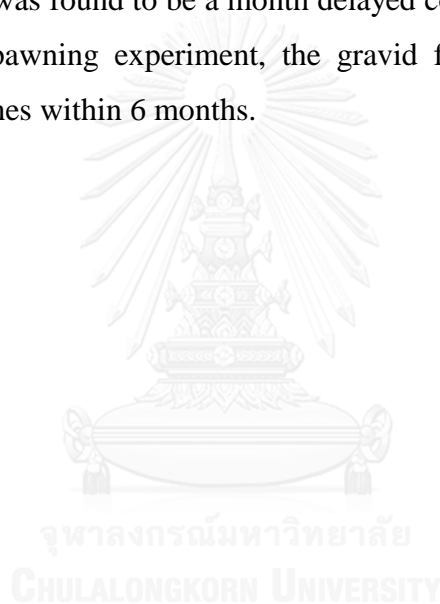 was found to be a month delayed co
pawning experiment, the gravid f
nes within 6 months.
จุฬาลงกรณ์มหาวิทยาลัย
CHULALONGKORN UNIVERSITY